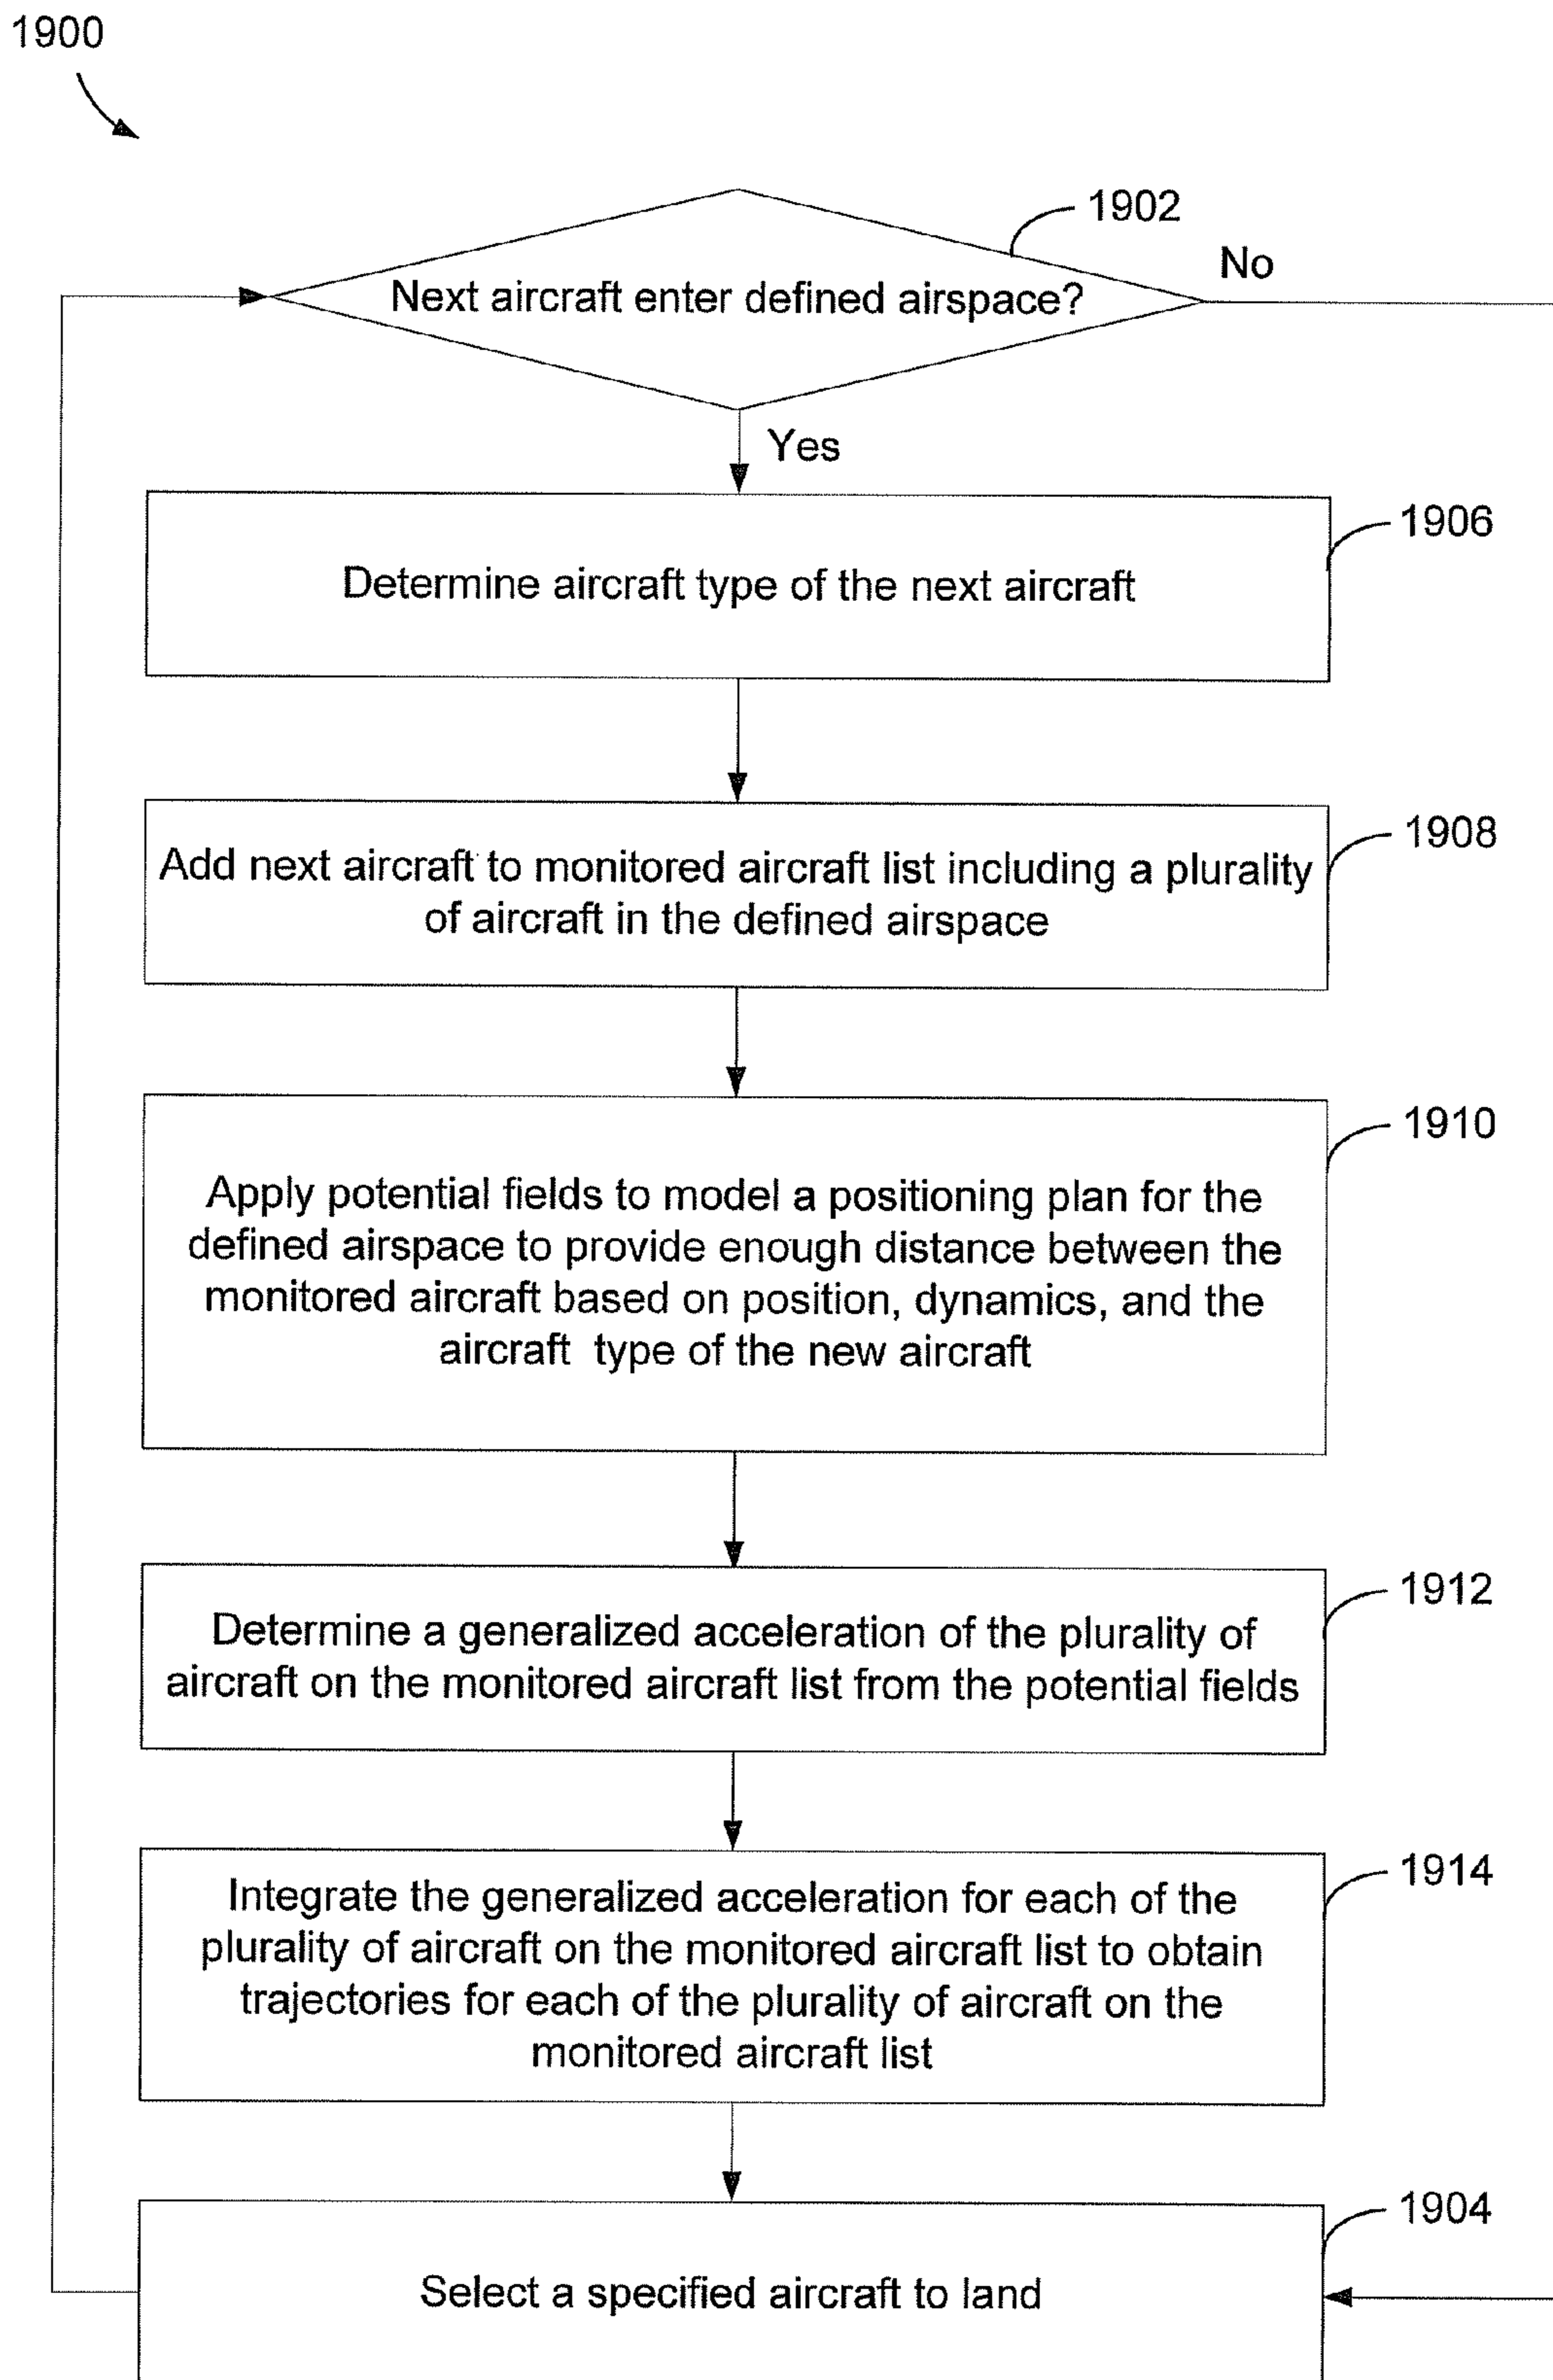 1900
1902
No
Next aircraft enter defined airspace?
Yes
1906
Determine aircraft type of the next aircraft
1908
Add next aircraft to monitored aircraft list including a plurality
of aircraft in the defined airspace
1910
Apply potential fields to model a positioning plan for the
defined airspace to provide enough distance between the
monitored aircraft based on position, dynamics, and the
aircraft type of the new aircraft
1912
Determine a generalized acceleration of the plurality of
aircraft on the monitored aircraft list from the potential fields
1914
Integrate the generalized acceleration for each of the
plurality of aircraft on the monitored aircraft list to obtain
trajectories for each of the plurality of aircraft on the
monitored aircraft list
1904
Select a specified aircraft to land